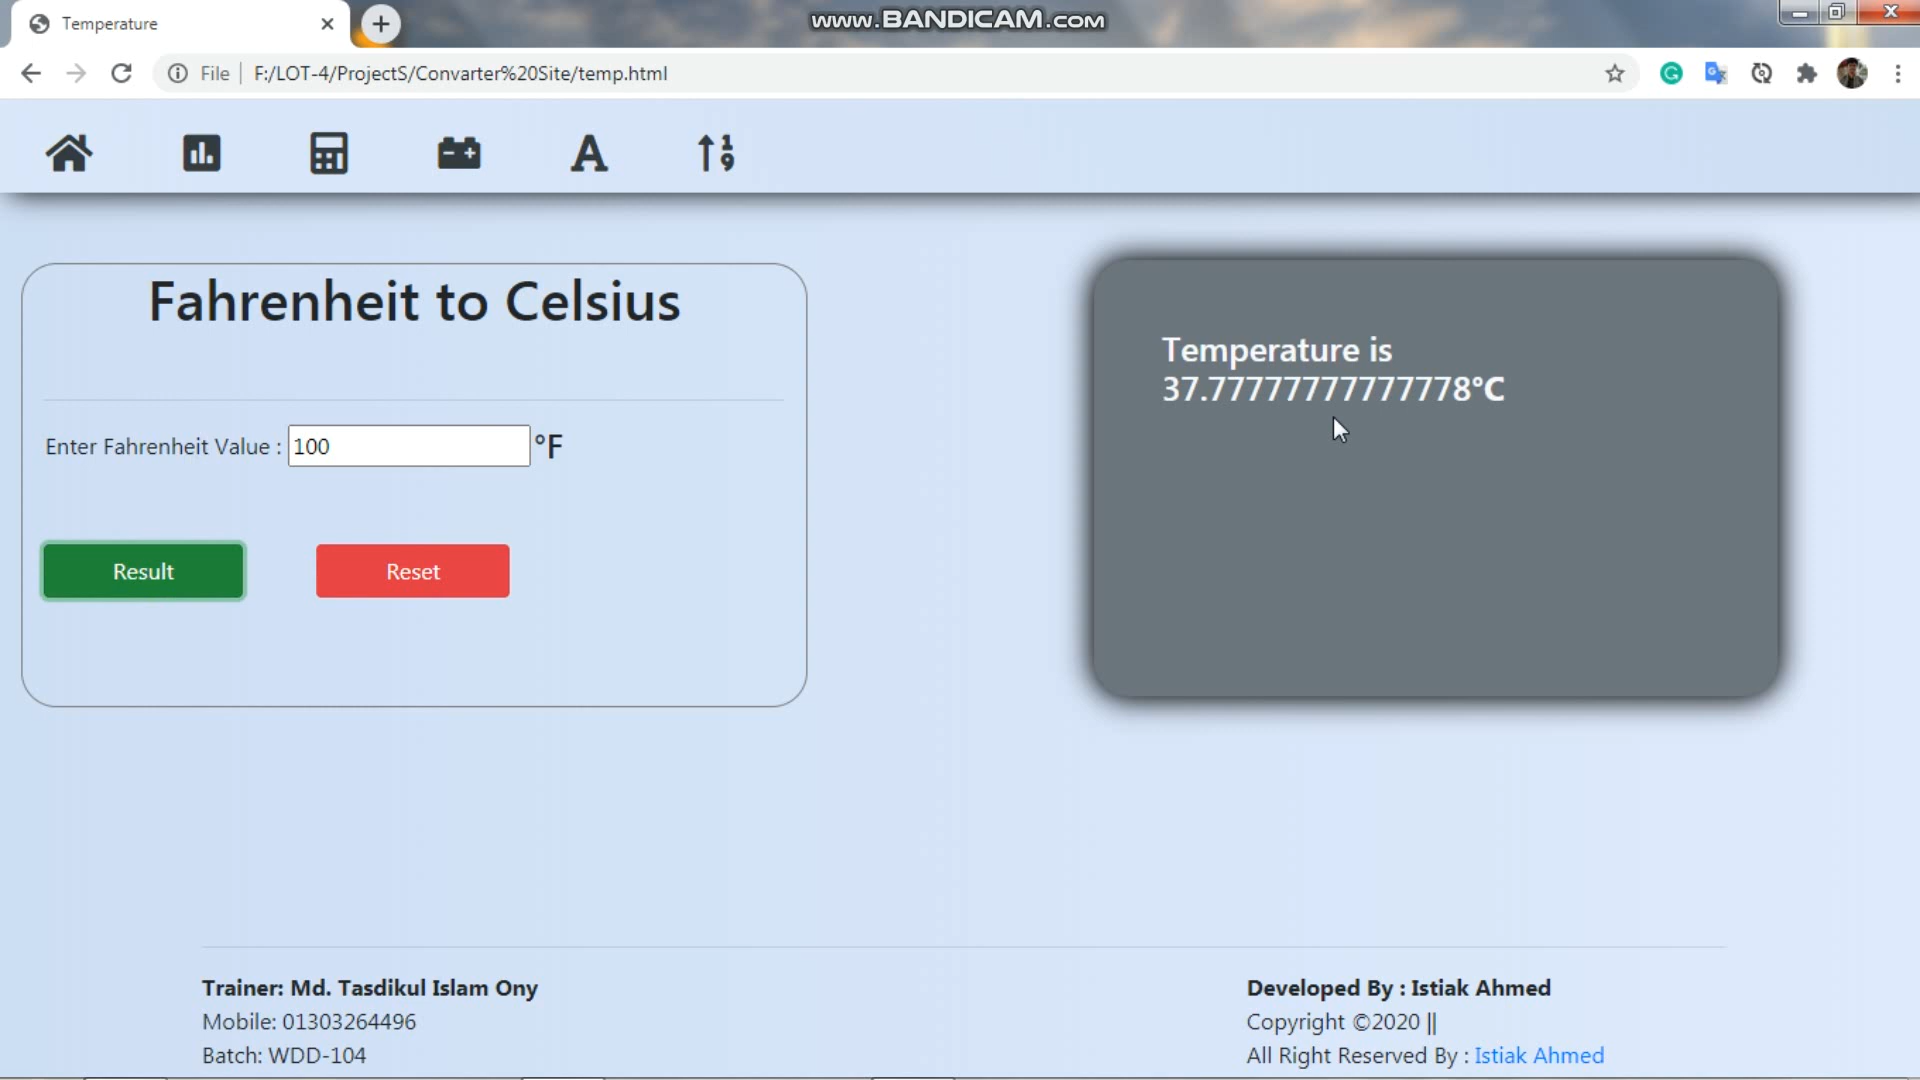 Temperature
www.BANDICAM.com
File
F:/LOT-4/ProjectS/Convarter%20Site/temp.html
Fahrenheit to Celsius
Enter Fahrenheit Value : 100 °F
Result
Reset
Temperature is
37.77777777777778°C
Trainer: Md. Tasdikul Islam Ony
Mobile: 01303264496
Batch: WDD-104
Developed By : Istiak Ahmed
Copyright ©2020 ||
All Right Reserved By : Istiak Ahmed